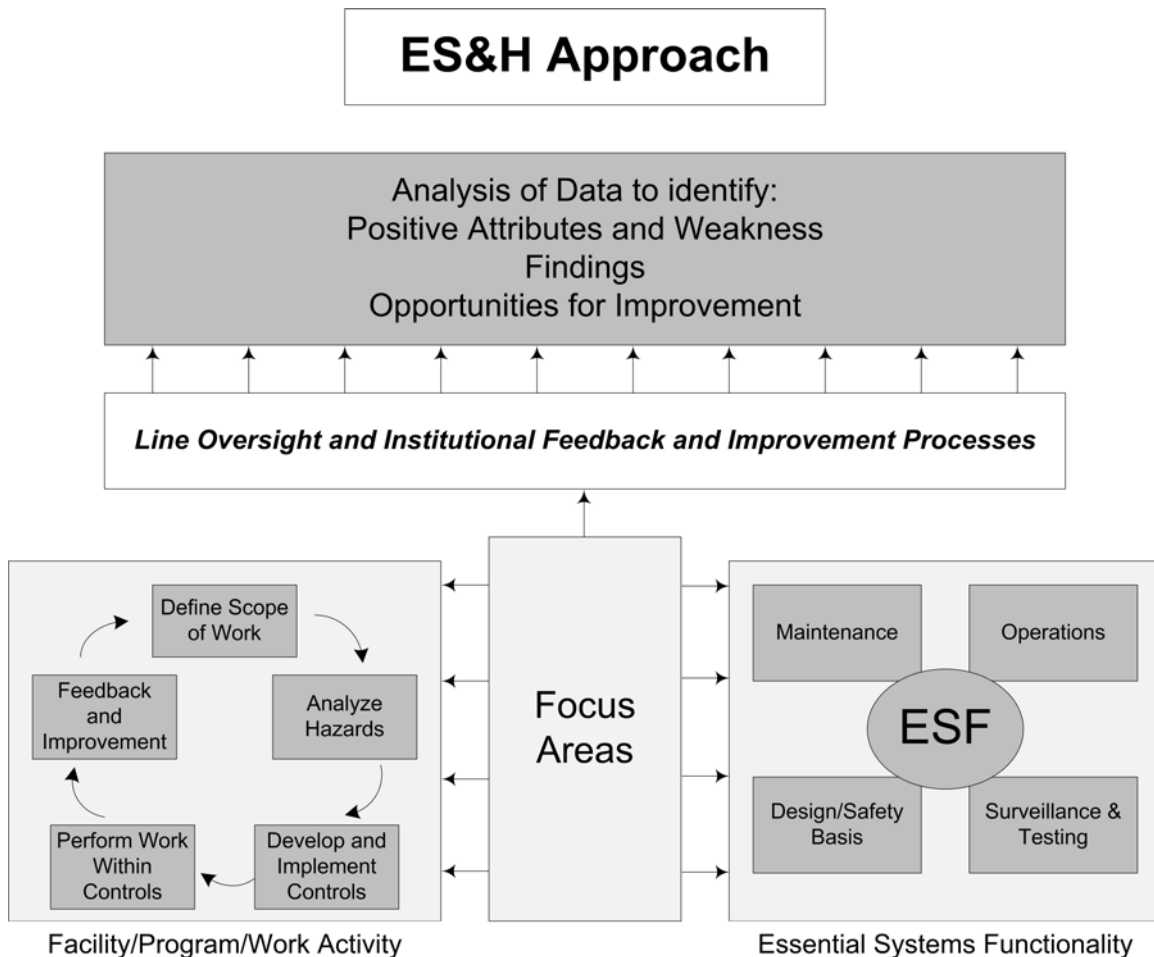 ES&H Approach
Analysis of Data to identify:
Positive Attributes and Weakness
Findings
Opportunities for Improvement
Line Oversight and Institutional Feedback and Improvement Processes
Define Scope
of Work
Analyze
Hazards
Develop and
Implement
Controls
Perform Work
Within
Controls
Feedback
and
Improvement
Facility/Program/Work Activity
Focus
Areas
Maintenance
Operations
ESF
Design/Safety
Basis
Surveillance &
Testing
Essential Systems Functionality